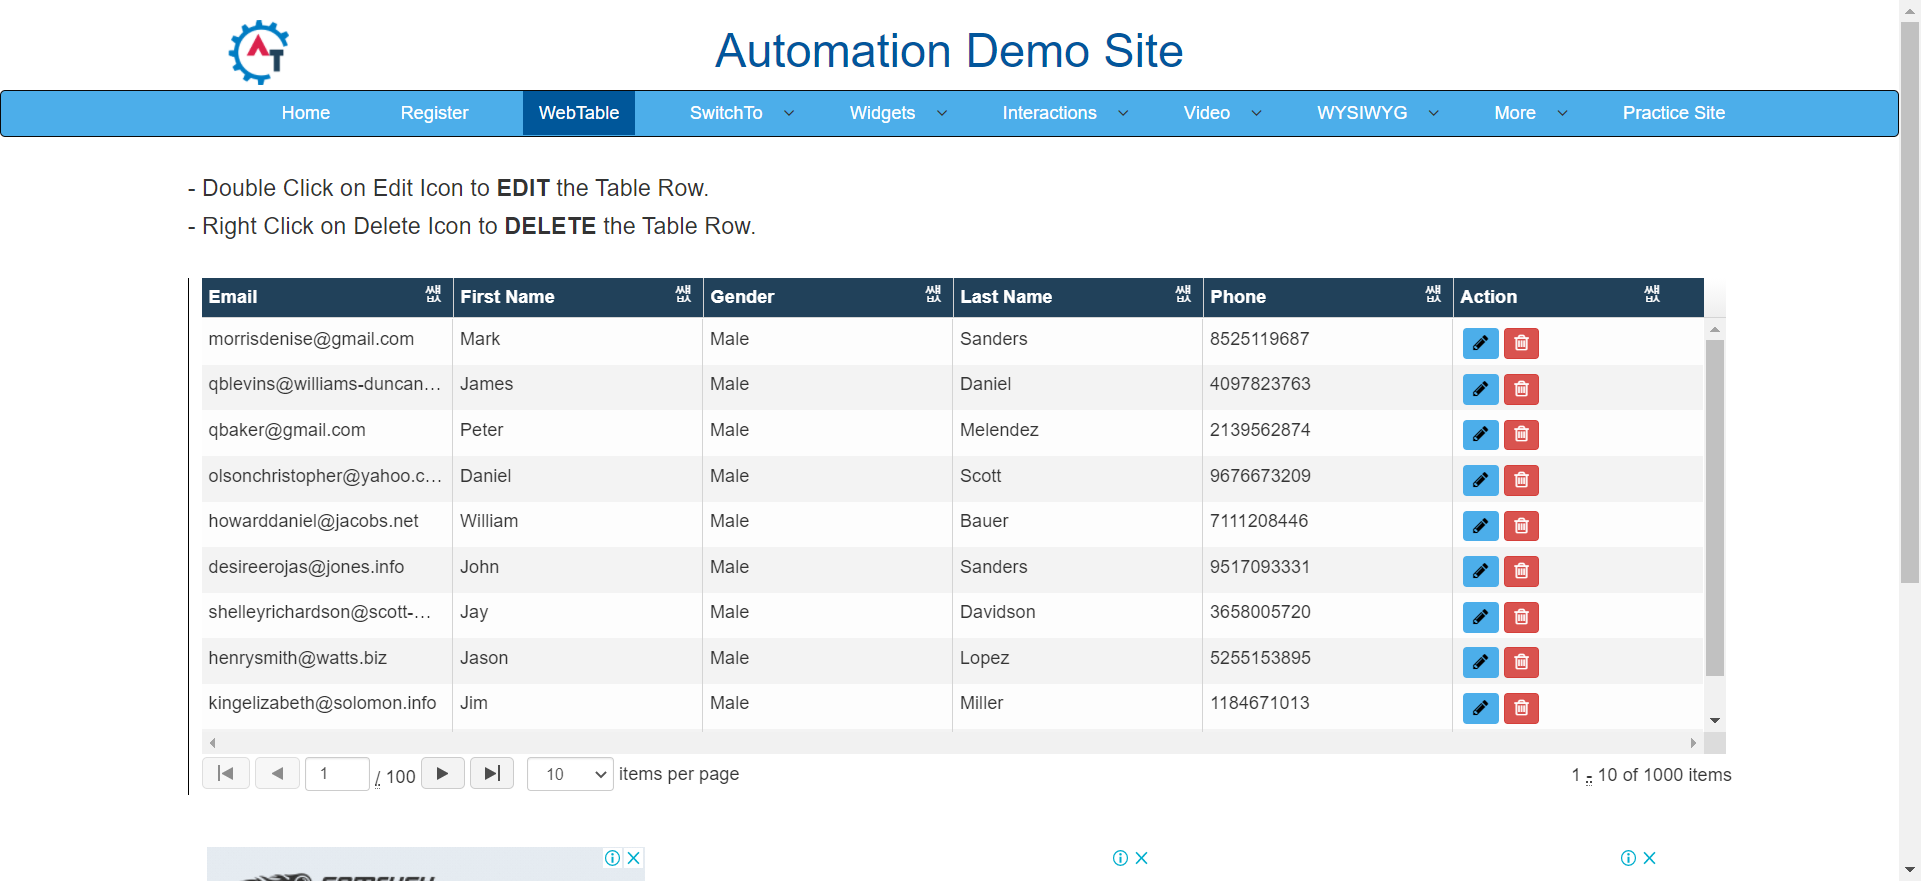 AT
Automation Demo Site
Home Register WebTable SwitchTo Widgets Interactions Video WYSIWYG More Practice Site
- Double Click on Edit Icon to EDIT the Table Row.
- Right Click on Delete Icon to DELETE the Table Row.
Email First Name Gender Last Name Phone Action
morrisdenise@gmail.com Mark Male Sanders 8525119687
qblevins@williams-duncan... James Male Daniel 4097823763
qbaker@gmail.com Peter Male Melendez 2139562874
olsonchristopher@yahoo.c... Daniel Male Scott 9676673209
howarddaniel@jacobs.net William Male Bauer 7111208446
desireerojas@jones.info John Male Sanders 9517093331
shelleyrichardson@scott-... Jay Male Davidson 3658005720
henrysmith@watts.biz Jason Male Lopez 5255153895
kingelizabeth@solomon.info Jim Male Miller 1184671013
1 / 100 10 items per page 1 - 10 of 1000 items